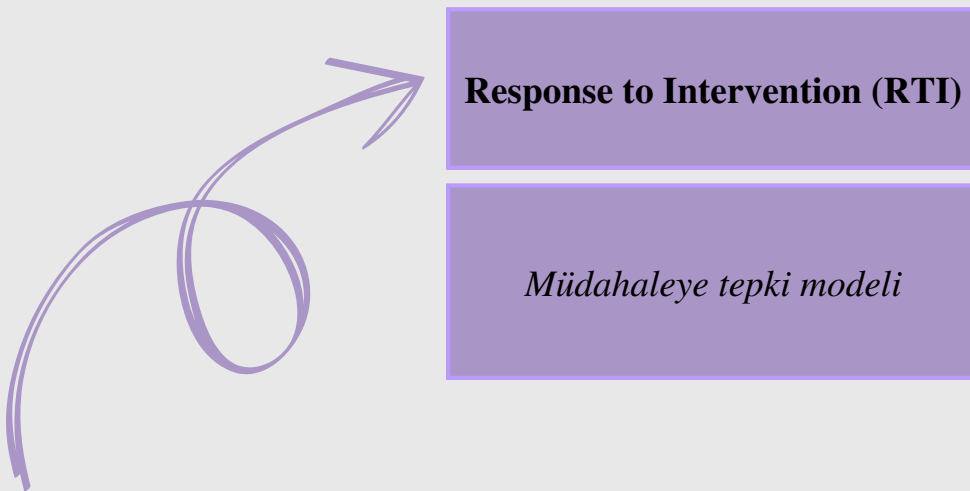 Response to Intervention (RTI)
Müdahaleye tepki modeli